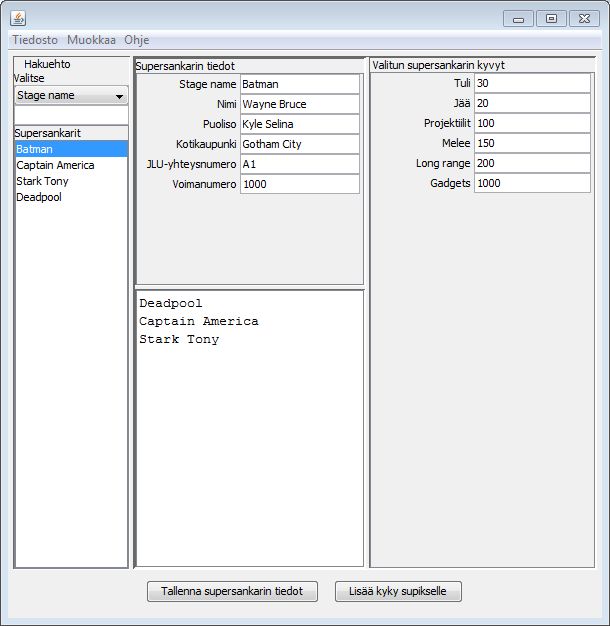 Tiedosto Muokkaa Ohje
Hakuehto
Valitse
Stage name
Supersankarit
Batman
Captain America
Stark Tony
Deadpool
Supersankarin tiedot
Stage name Batman
Nimi Wayne Bruce
Puoliso Kyle Selina
Kotikaupunki Gotham City
JLU-yhteysnumero A1
Voimanumero 1000
Deadpool
Captain America
Stark Tony
Valitun supersankarin kyvyt
Tuli 30
Jää 20
Projektiilit 100
Melee 150
Long range 200
Gadgets 1000
Tallenna supersankarin tiedot
Lisää kyky supikselle